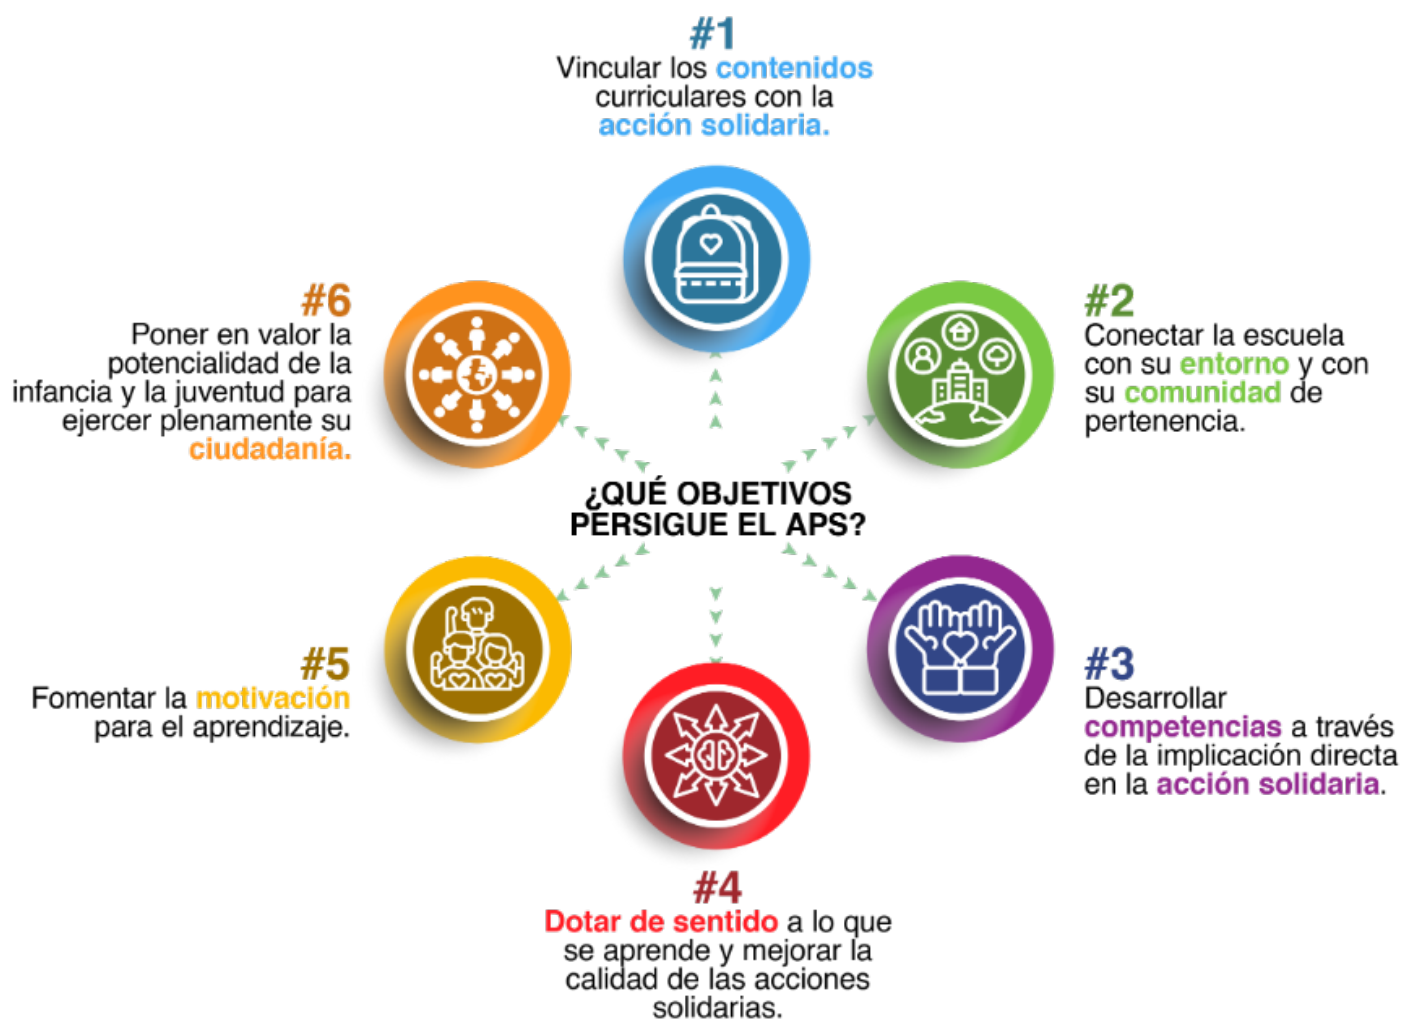 #1
Vincular los contenidos
curriculares con la
acción solidaria.
#6
Poner en valor la
potencialidad de la
infancia y la juventud para
ejercer plenamente su
ciudadanía.
#2
Conectar la escuela
con su entorno y con
su comunidad de
pertenencia.
¿QUÉ OBJETIVOS
PERSIGUE EL APS?
#5
Fomentar la motivación
para el aprendizaje.
#3
Desarrollar
competencias a través
de la implicación directa
en la acción solidaria.
#4
Dotar de sentido a lo que
se aprende y mejorar la
calidad de las acciones
solidarias.